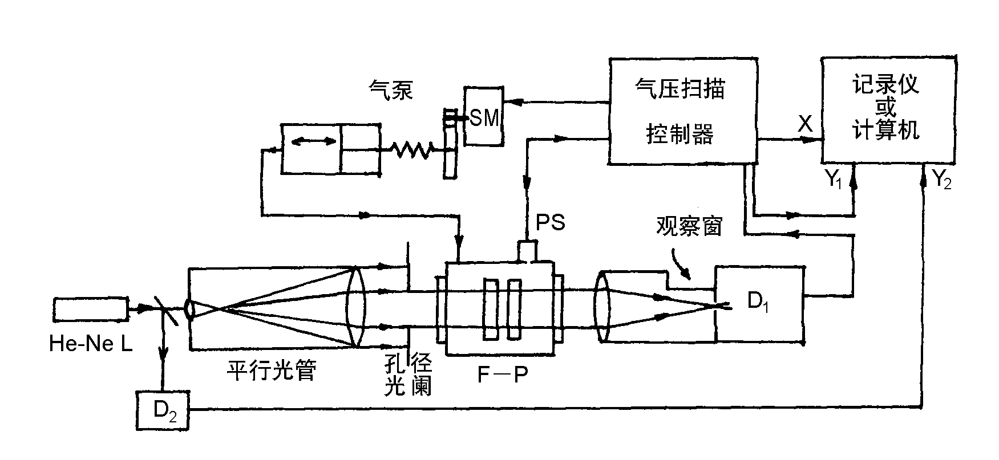 气泵
SM
气压扫描
控制器
X
记录仪
或
计算机
Y1
Y2
PS
观察窗
He-Ne L
D1
平行光管
孔径
光阑
F—P
D2